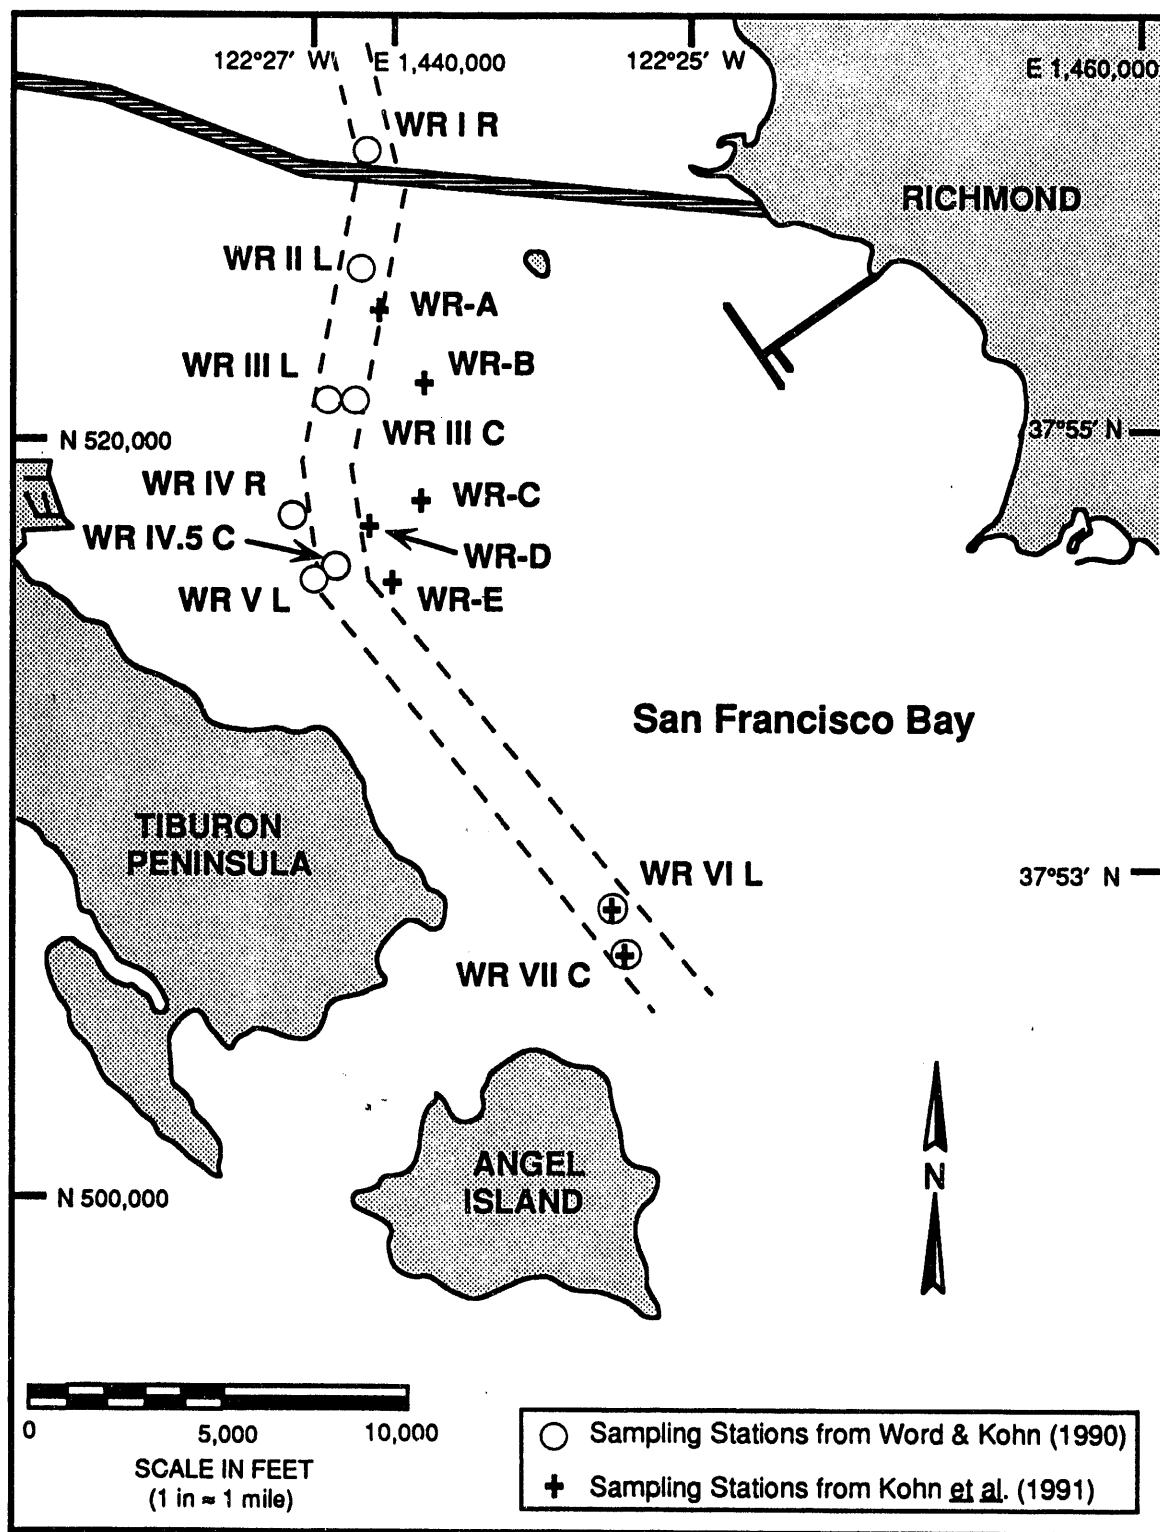 122°27′ W
E 1,440,000
122°25′ W
E 1,460,000
WR I R
RICHMOND
WR II L
WR-A
WR III L
WR-B
WR III C
N 520,000
37°55′ N
WR IV R
WR-C
WR IV.5 C
WR-D
WR V L
WR-E
San Francisco Bay
TIBURON
PENINSULA
WR VI L
37°53′ N
WR VII C
ANGEL
ISLAND
N
N 500,000
0
5,000
10,000
SCALE IN FEET
(1 in ≈ 1 mile)
Sampling Stations from Word & Kohn (1990)
Sampling Stations from Kohn et al. (1991)